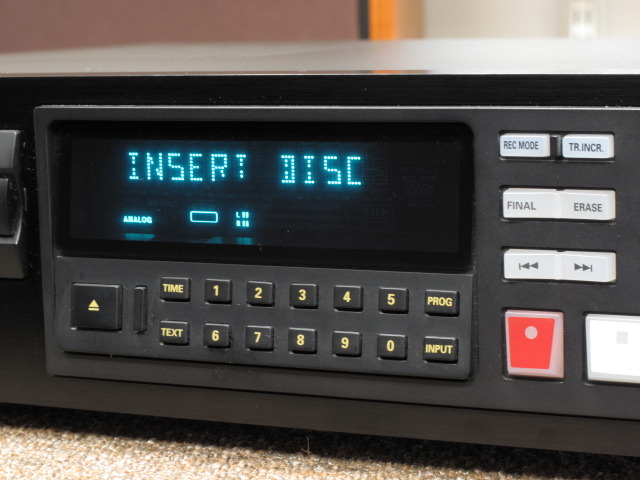 INSERT DISC
ANALOG
REC MODE TR.INCR.
FINAL ERASE
TIME 1 2 3 4 5 PROG
TEXT 6 7 8 9 0 INPUT